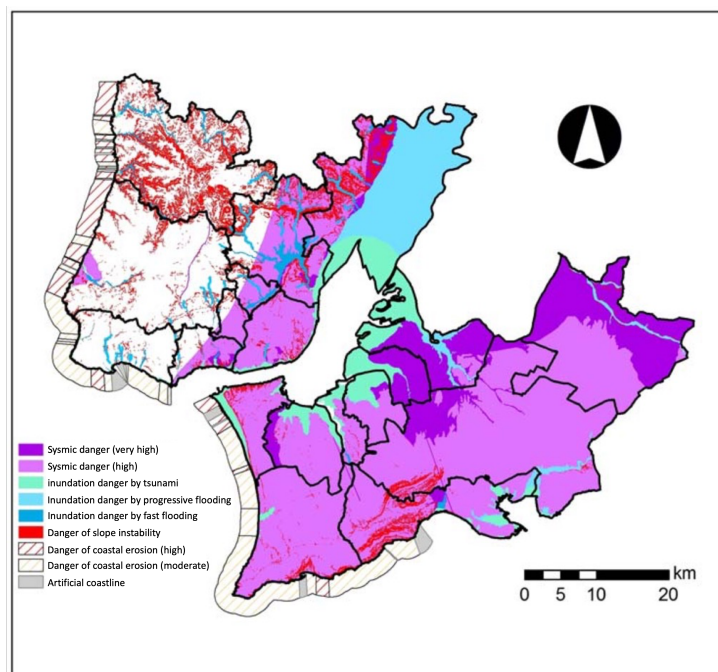 Sysmic danger (very high)
Sysmic danger (high)
inundation danger by tsunami
Inundation danger by progressive flooding
Inundation danger by fast flooding
Danger of slope instability
Danger of coastal erosion (high)
Danger of coastal erosion (moderate)
Artificial coastline
km
0 5 10 20